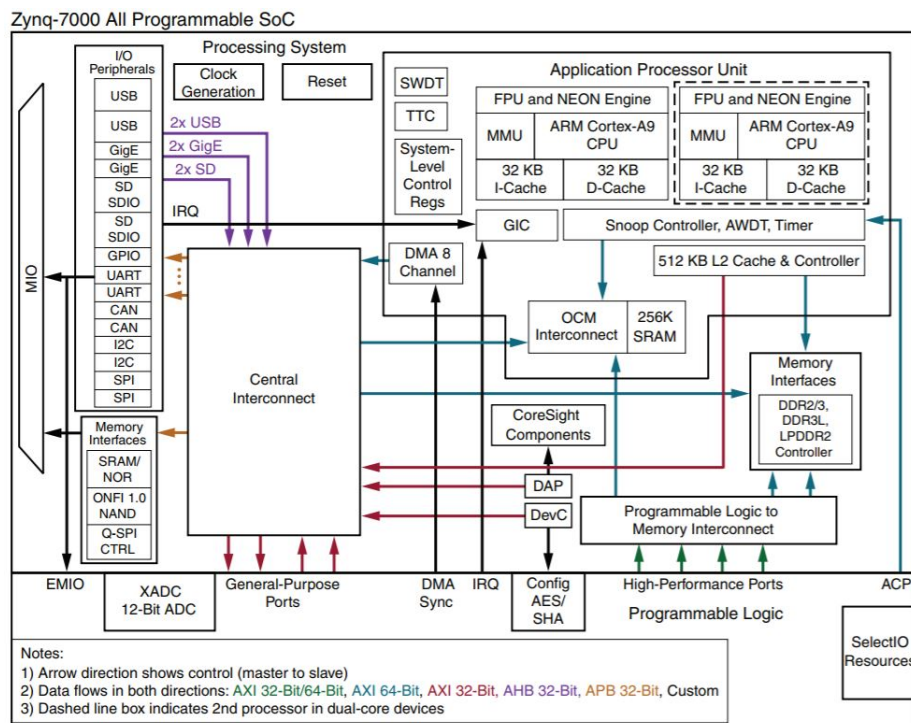 Zynq-7000 All Programmable SoC
Processing System
I/O
Peripherals
USB
USB
GigE
GigE
SD
SDIO
SD
SDIO
GPIO
UART
UART
CAN
CAN
I2C
I2C
SPI
SPI
MIO
Clock
Generation
Reset
2x USB
2x GigE
2x SD
IRQ
Application Processor Unit
SWDT
TTC
System-
Level
Control
Regs
FPU and NEON Engine
MMU
ARM Cortex-A9
CPU
32 KB
I-Cache
32 KB
D-Cache
FPU and NEON Engine
MMU
ARM Cortex-A9
CPU
32 KB
I-Cache
32 KB
D-Cache
GIC
Snoop Controller, AWDT, Timer
DMA 8
Channel
512 KB L2 Cache & Controller
OCM
Interconnect
256K
SRAM
Central
Interconnect
Memory
Interfaces
DDR2/3,
DDR3L,
LPDDR2
Controller
CoreSight
Components
DAP
DevC
Programmable Logic to
Memory Interconnect
Memory
Interfaces
SRAM/
NOR
ONFI 1.0
NAND
Q-SPI
CTRL
EMIO
XADC
12-Bit ADC
General-Purpose
Ports
DMA
Sync
IRQ
Config
AES/
SHA
High-Performance Ports
ACP
Programmable Logic
SelectIO
Resources
Notes:
1) Arrow direction shows control (master to slave)
2) Data flows in both directions: AXI 32-Bit/64-Bit, AXI 64-Bit, AXI 32-Bit, AHB 32-Bit, APB 32-Bit, Custom
3) Dashed line box indicates 2nd processor in dual-core devices